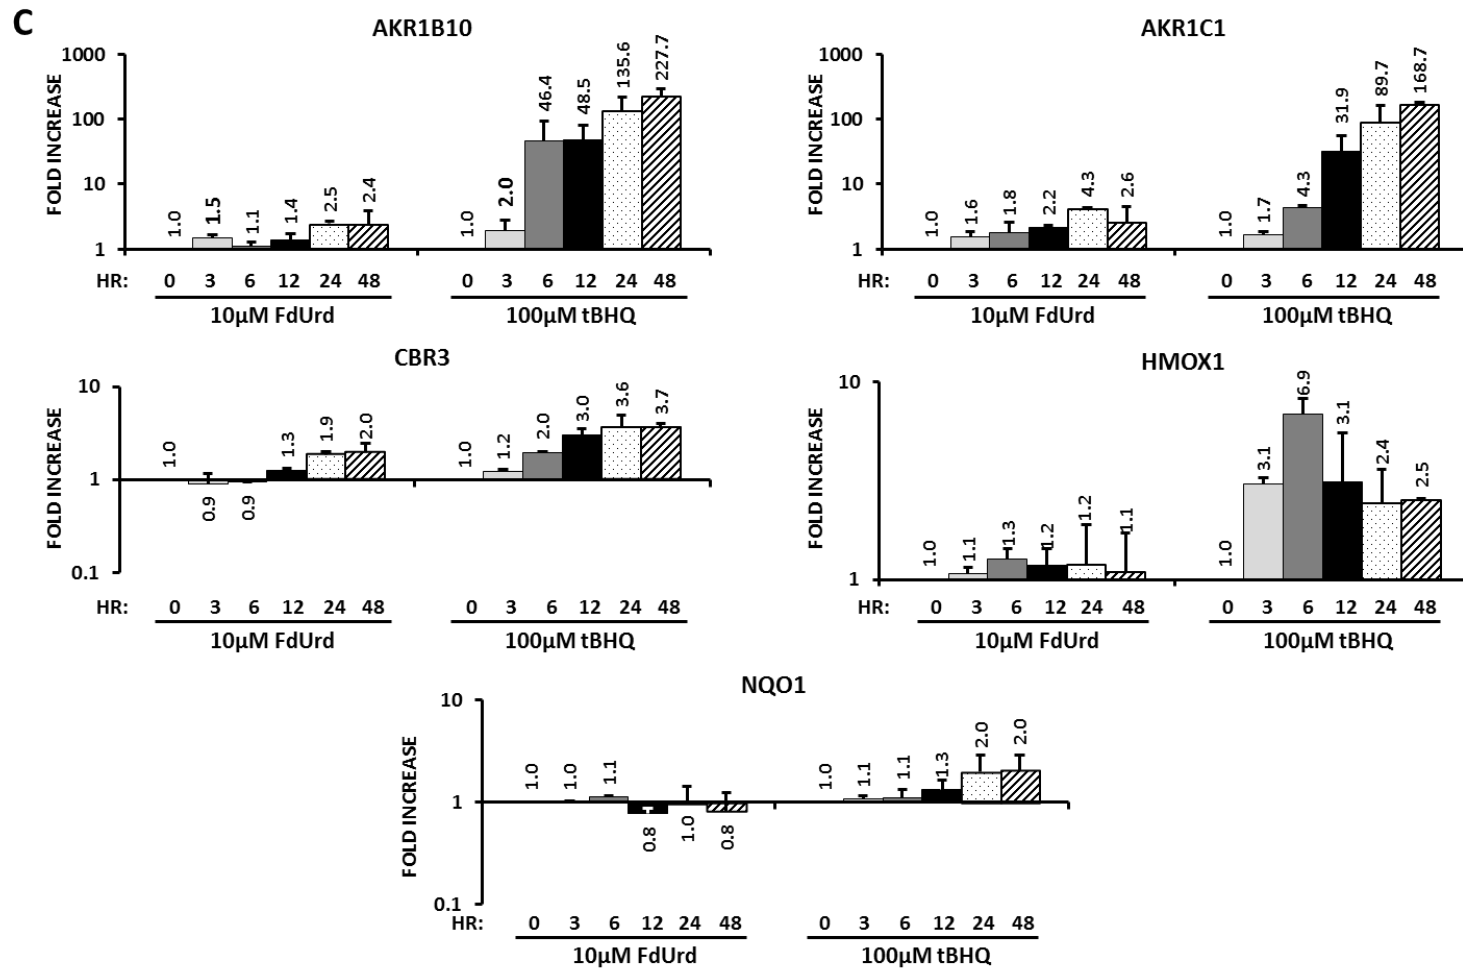 C
AKR1B10
FOLD INCREASE
1000
100
10
1
1.0 1.5 1.1 1.4 2.5 2.4 1.0 2.0 46.4 48.5 135.6 227.7
HR: 0 3 6 12 24 48 0 3 6 12 24 48
10µM FdUrd 100µM tBHQ
AKR1C1
FOLD INCREASE
1000
100
10
1
1.0 1.6 1.8 2.2 4.3 2.6 1.0 1.7 4.3 31.9 89.7 168.7
HR: 0 3 6 12 24 48 0 3 6 12 24 48
10µM FdUrd 100µM tBHQ
CBR3
FOLD INCREASE
10
1
0.1
1.0 0.9 0.9 1.3 1.9 2.0 1.0 1.2 2.0 3.0 3.6 3.7
HR: 0 3 6 12 24 48 0 3 6 12 24 48
10µM FdUrd 100µM tBHQ
HMOX1
FOLD INCREASE
10
1
1.0 1.1 1.3 1.2 1.2 1.1 1.0 3.1 6.9 3.1 2.4 2.5
HR: 0 3 6 12 24 48 0 3 6 12 24 48
10µM FdUrd 100µM tBHQ
NQO1
FOLD INCREASE
10
1
0.1
1.0 1.0 1.1 0.8 1.0 0.8 1.0 1.1 1.1 1.3 2.0 2.0
HR: 0 3 6 12 24 48 0 3 6 12 24 48
10µM FdUrd 100µM tBHQ